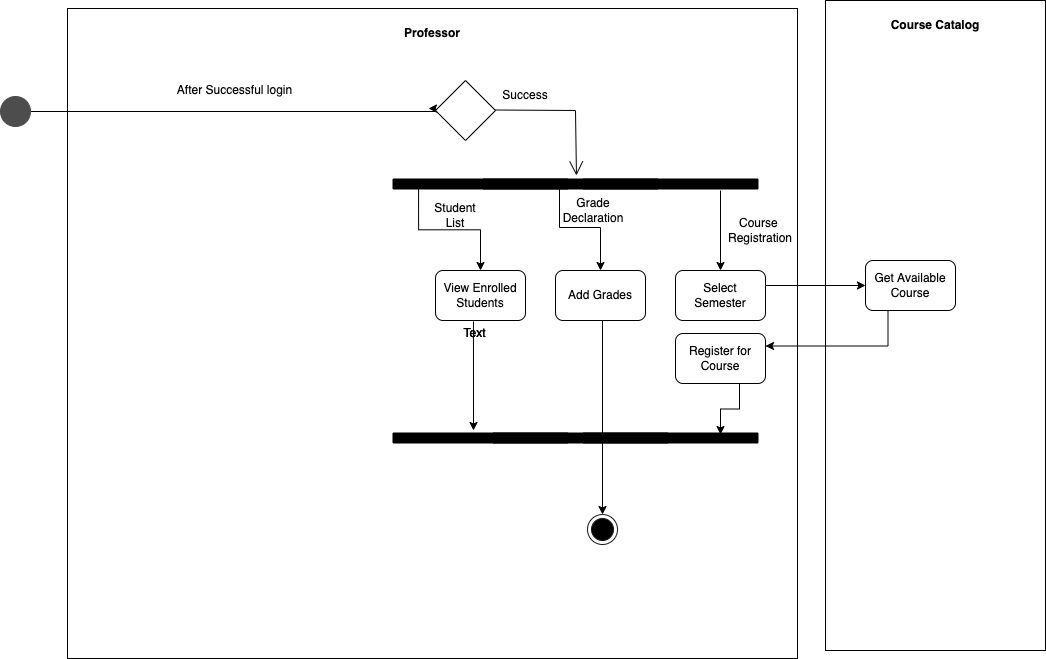 Professor
Course Catalog
After Successful login
Success
Student
List
Grade
Declaration
Course
Registration
View Enrolled
Students
Add Grades
Select
Semester
Get Available
Course
Text
Register for
Course